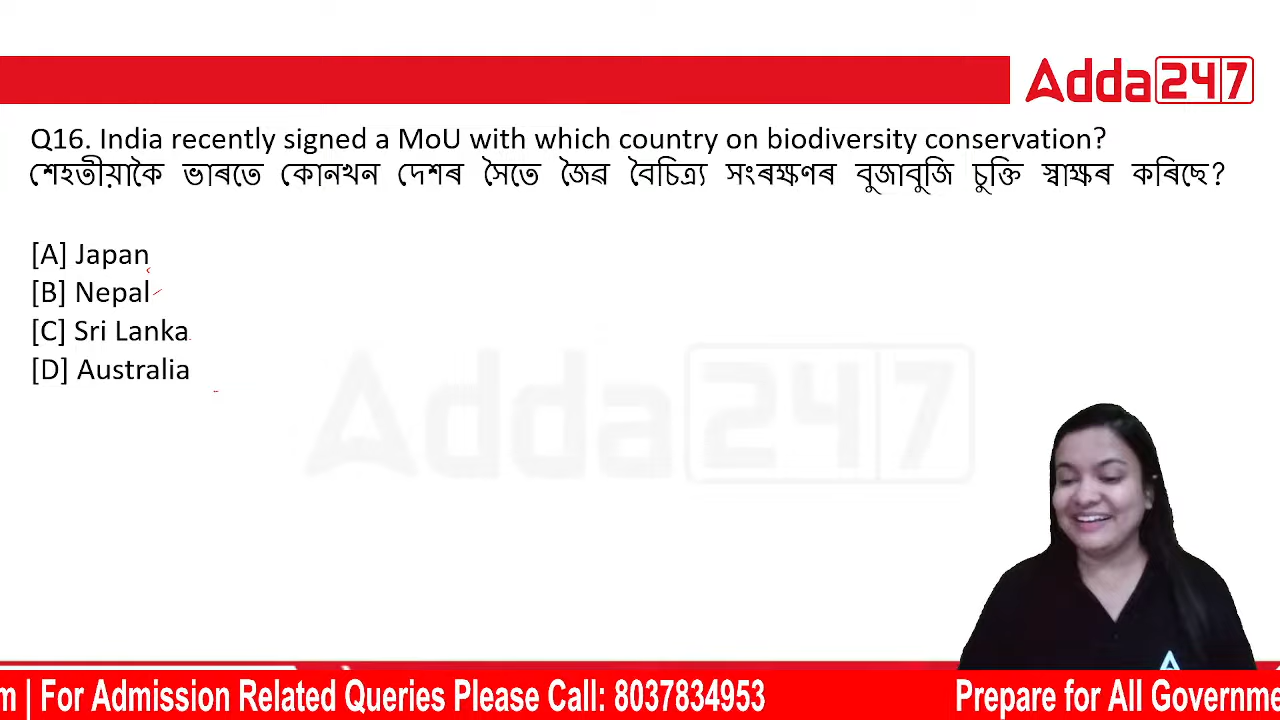 Adda247
Q16. India recently signed a MoU with which country on biodiversity conservation?
শেহতীয়াকৈ ভাৰতে কোনখন দেশৰ সৈতে জৈৱ বৈচিত্ৰ্য সংৰক্ষণৰ বুজাবুজি চুক্তি স্বাক্ষৰ কৰিছে?
[A] Japan
[B] Nepal
[C] Sri Lanka
[D] Australia
Adda247
m | For Admission Related Queries Please Call: 8037834953 Prepare for All Governme